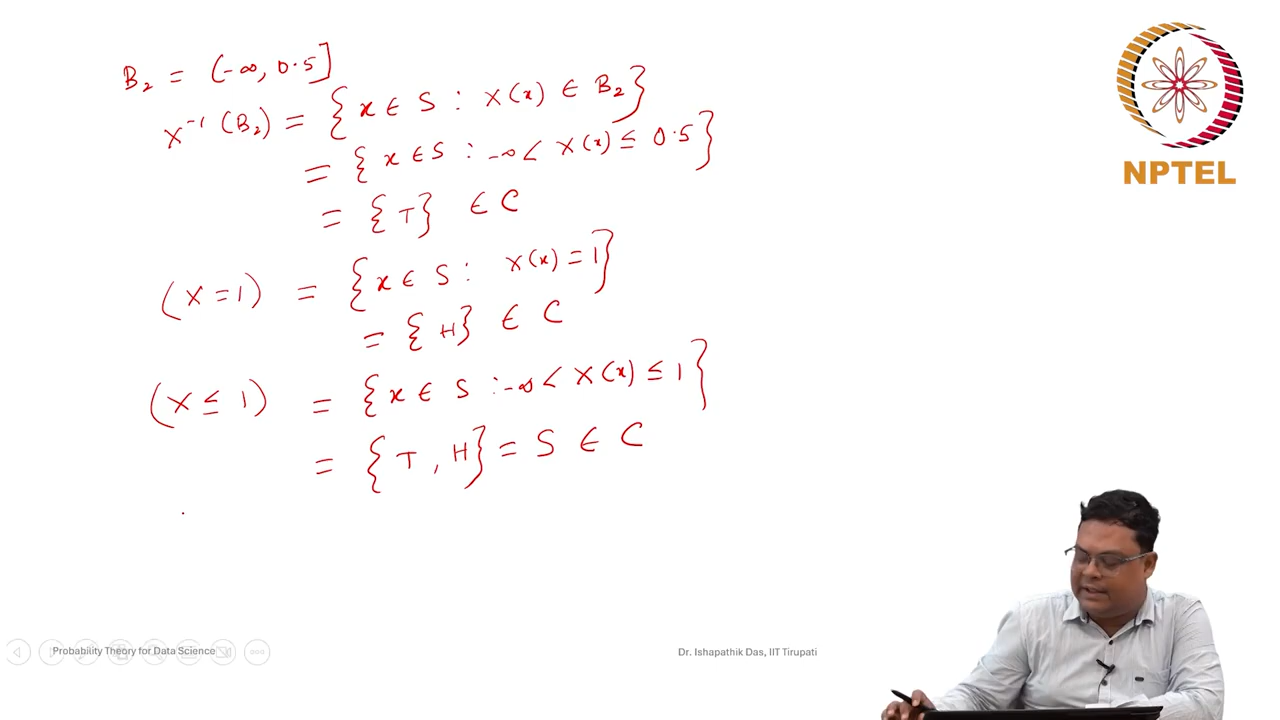 B₂ = (-∞, 0.5]
X⁻¹ (B₂) = {x ∈ S : X(x) ∈ B₂}
= {x ∈ S : -∞ < X(x) ≤ 0.5}
= {T} ∈ C
(X = 1) = {x ∈ S : X(x) = 1}
= {H} ∈ C
(X ≤ 1) = {x ∈ S : -∞ < X(x) ≤ 1}
= {T, H} = S ∈ C
NPTEL
Probability Theory for Data Science
Dr. Ishapathik Das, IIT Tirupati